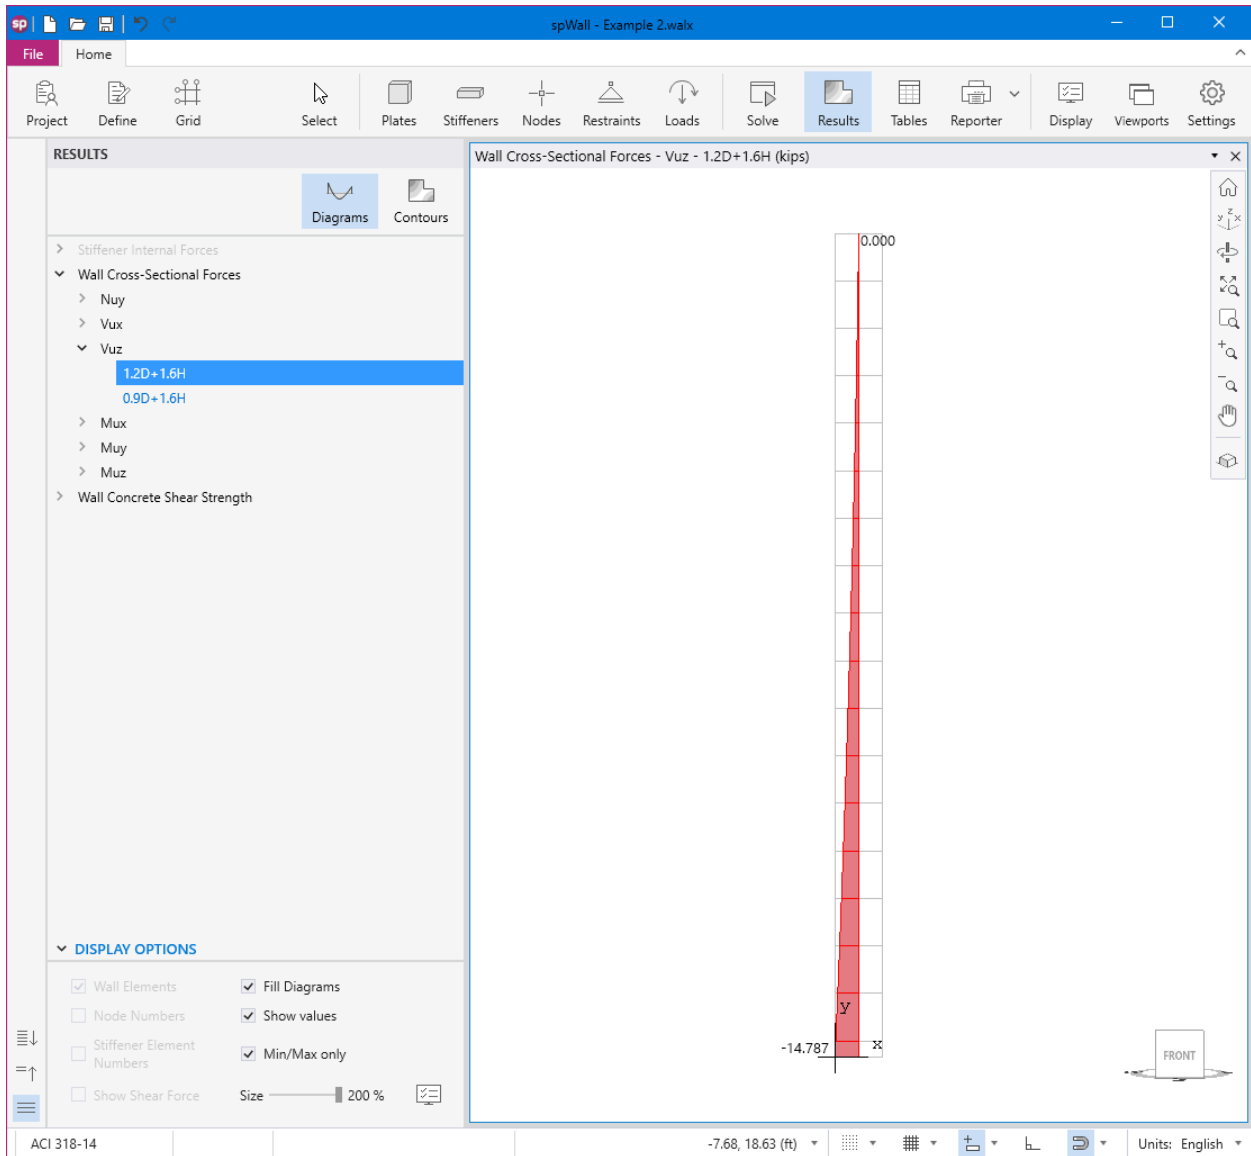 sp
spWall - Example 2.walx
File Home
Project Define Grid Select Plates Stiffeners Nodes Restraints Loads Solve Results Tables Reporter Display Viewports Settings
RESULTS
Diagrams Contours
Stiffener Internal Forces
Wall Cross-Sectional Forces
Nuy
Vux
Vuz
1.2D+1.6H
0.9D+1.6H
Mux
Muy
Muz
Wall Concrete Shear Strength
DISPLAY OPTIONS
Wall Elements Fill Diagrams
Node Numbers Show values
Stiffener Element
Numbers
Min/Max only
Show Shear Force Size 200 %
Wall Cross-Sectional Forces - Vuz - 1.2D+1.6H (kips)
y z x
0.000
y
-14.787 x
FRONT
ACI 318-14 -7.68, 18.63 (ft) Units: English